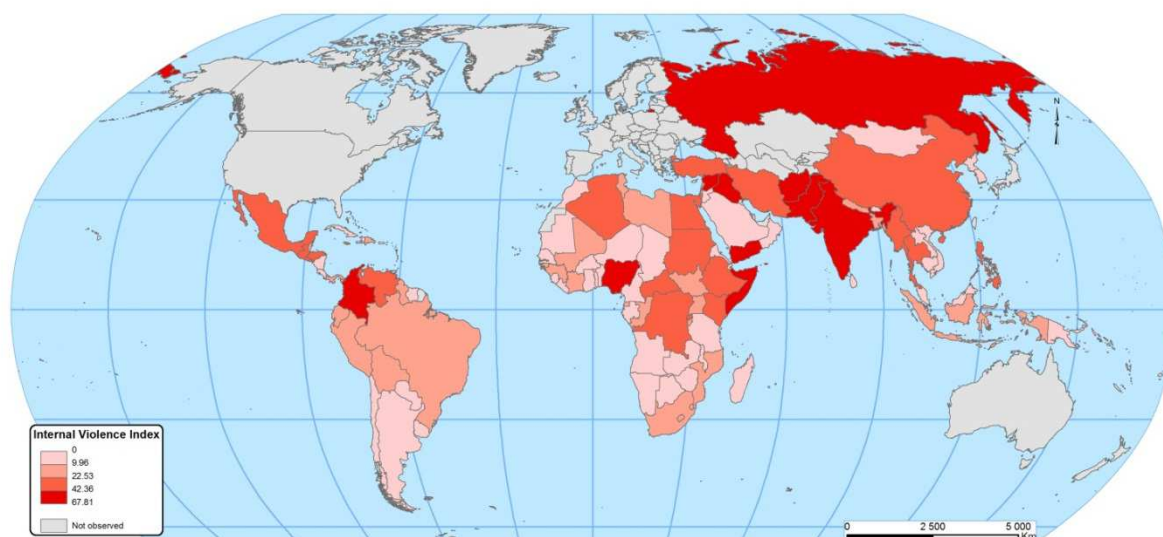 N
Internal Violence Index
0
9.96
22.53
42.36
67.81
Not observed
0 2 500 5 000
Km